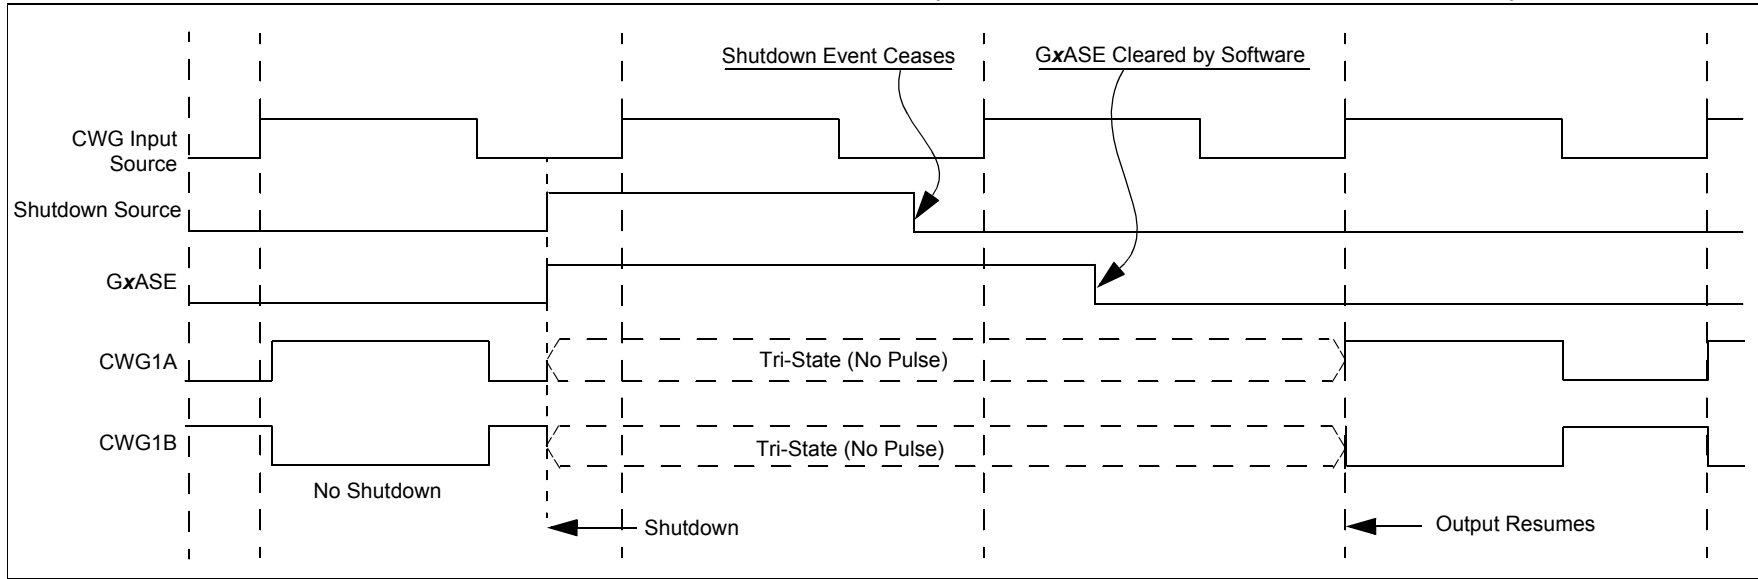 Shutdown Event Ceases
GxASE Cleared by Software
CWG Input
Source
Shutdown Source
GxASE
CWG1A
Tri-State (No Pulse)
CWG1B
Tri-State (No Pulse)
No Shutdown
Shutdown
Output Resumes